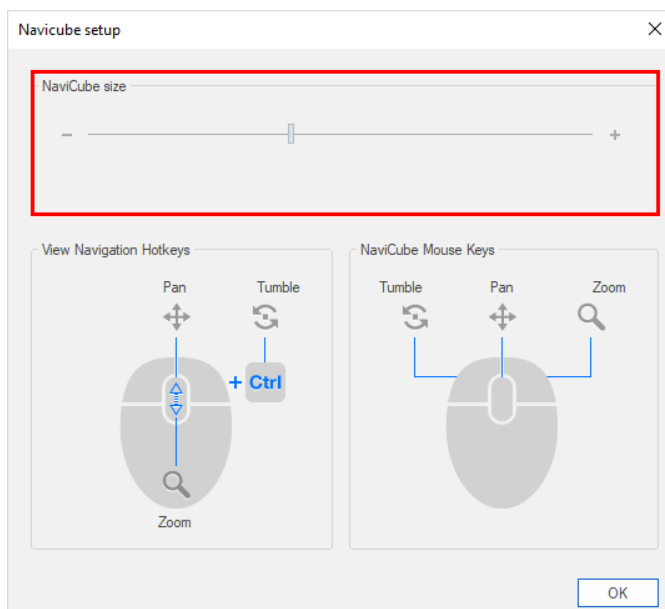 Navicube setup
NaviCube size
- +
View Navigation Hotkeys
Pan Tumble
+ Ctrl
Zoom
NaviCube Mouse Keys
Tumble Pan Zoom
OK